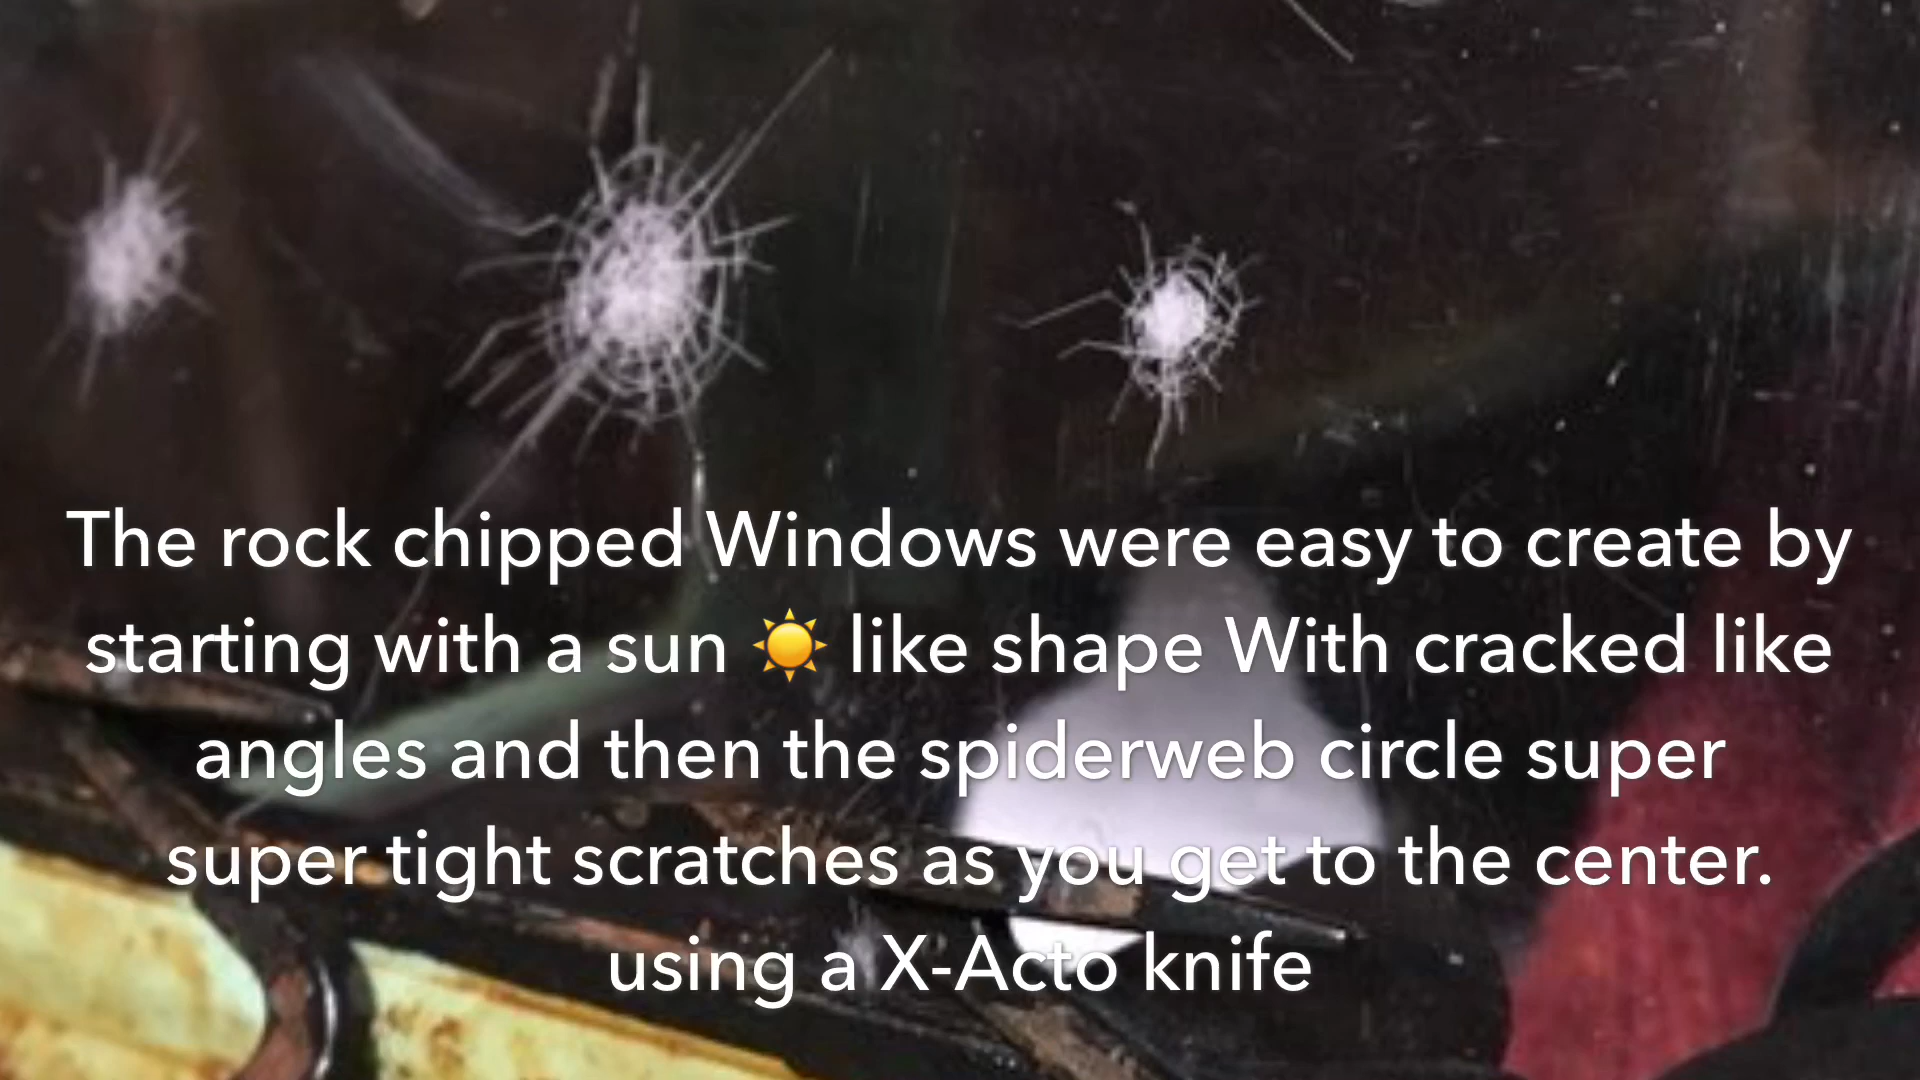 The rock chipped Windows were easy to create by
starting with a sun ☀️ like shape With cracked like
angles and then the spiderweb circle super
super tight scratches as you get to the center.
using a X-Acto knife